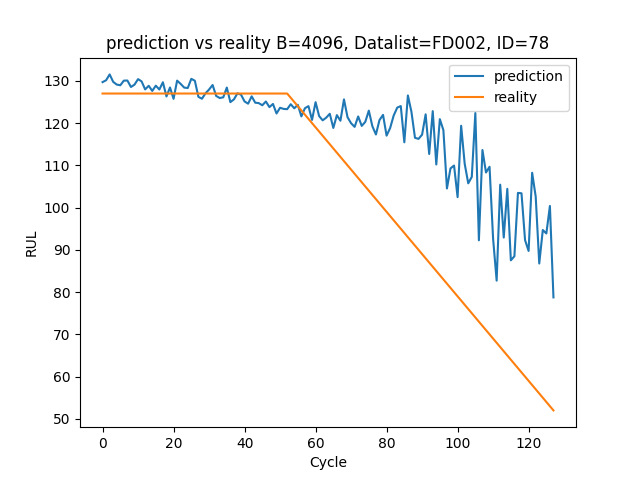 prediction vs reality B=4096, Datalist=FD002, ID=78
prediction
reality
RUL
130
120
110
100
90
80
70
60
50
0 20 40 60 80 100 120
Cycle